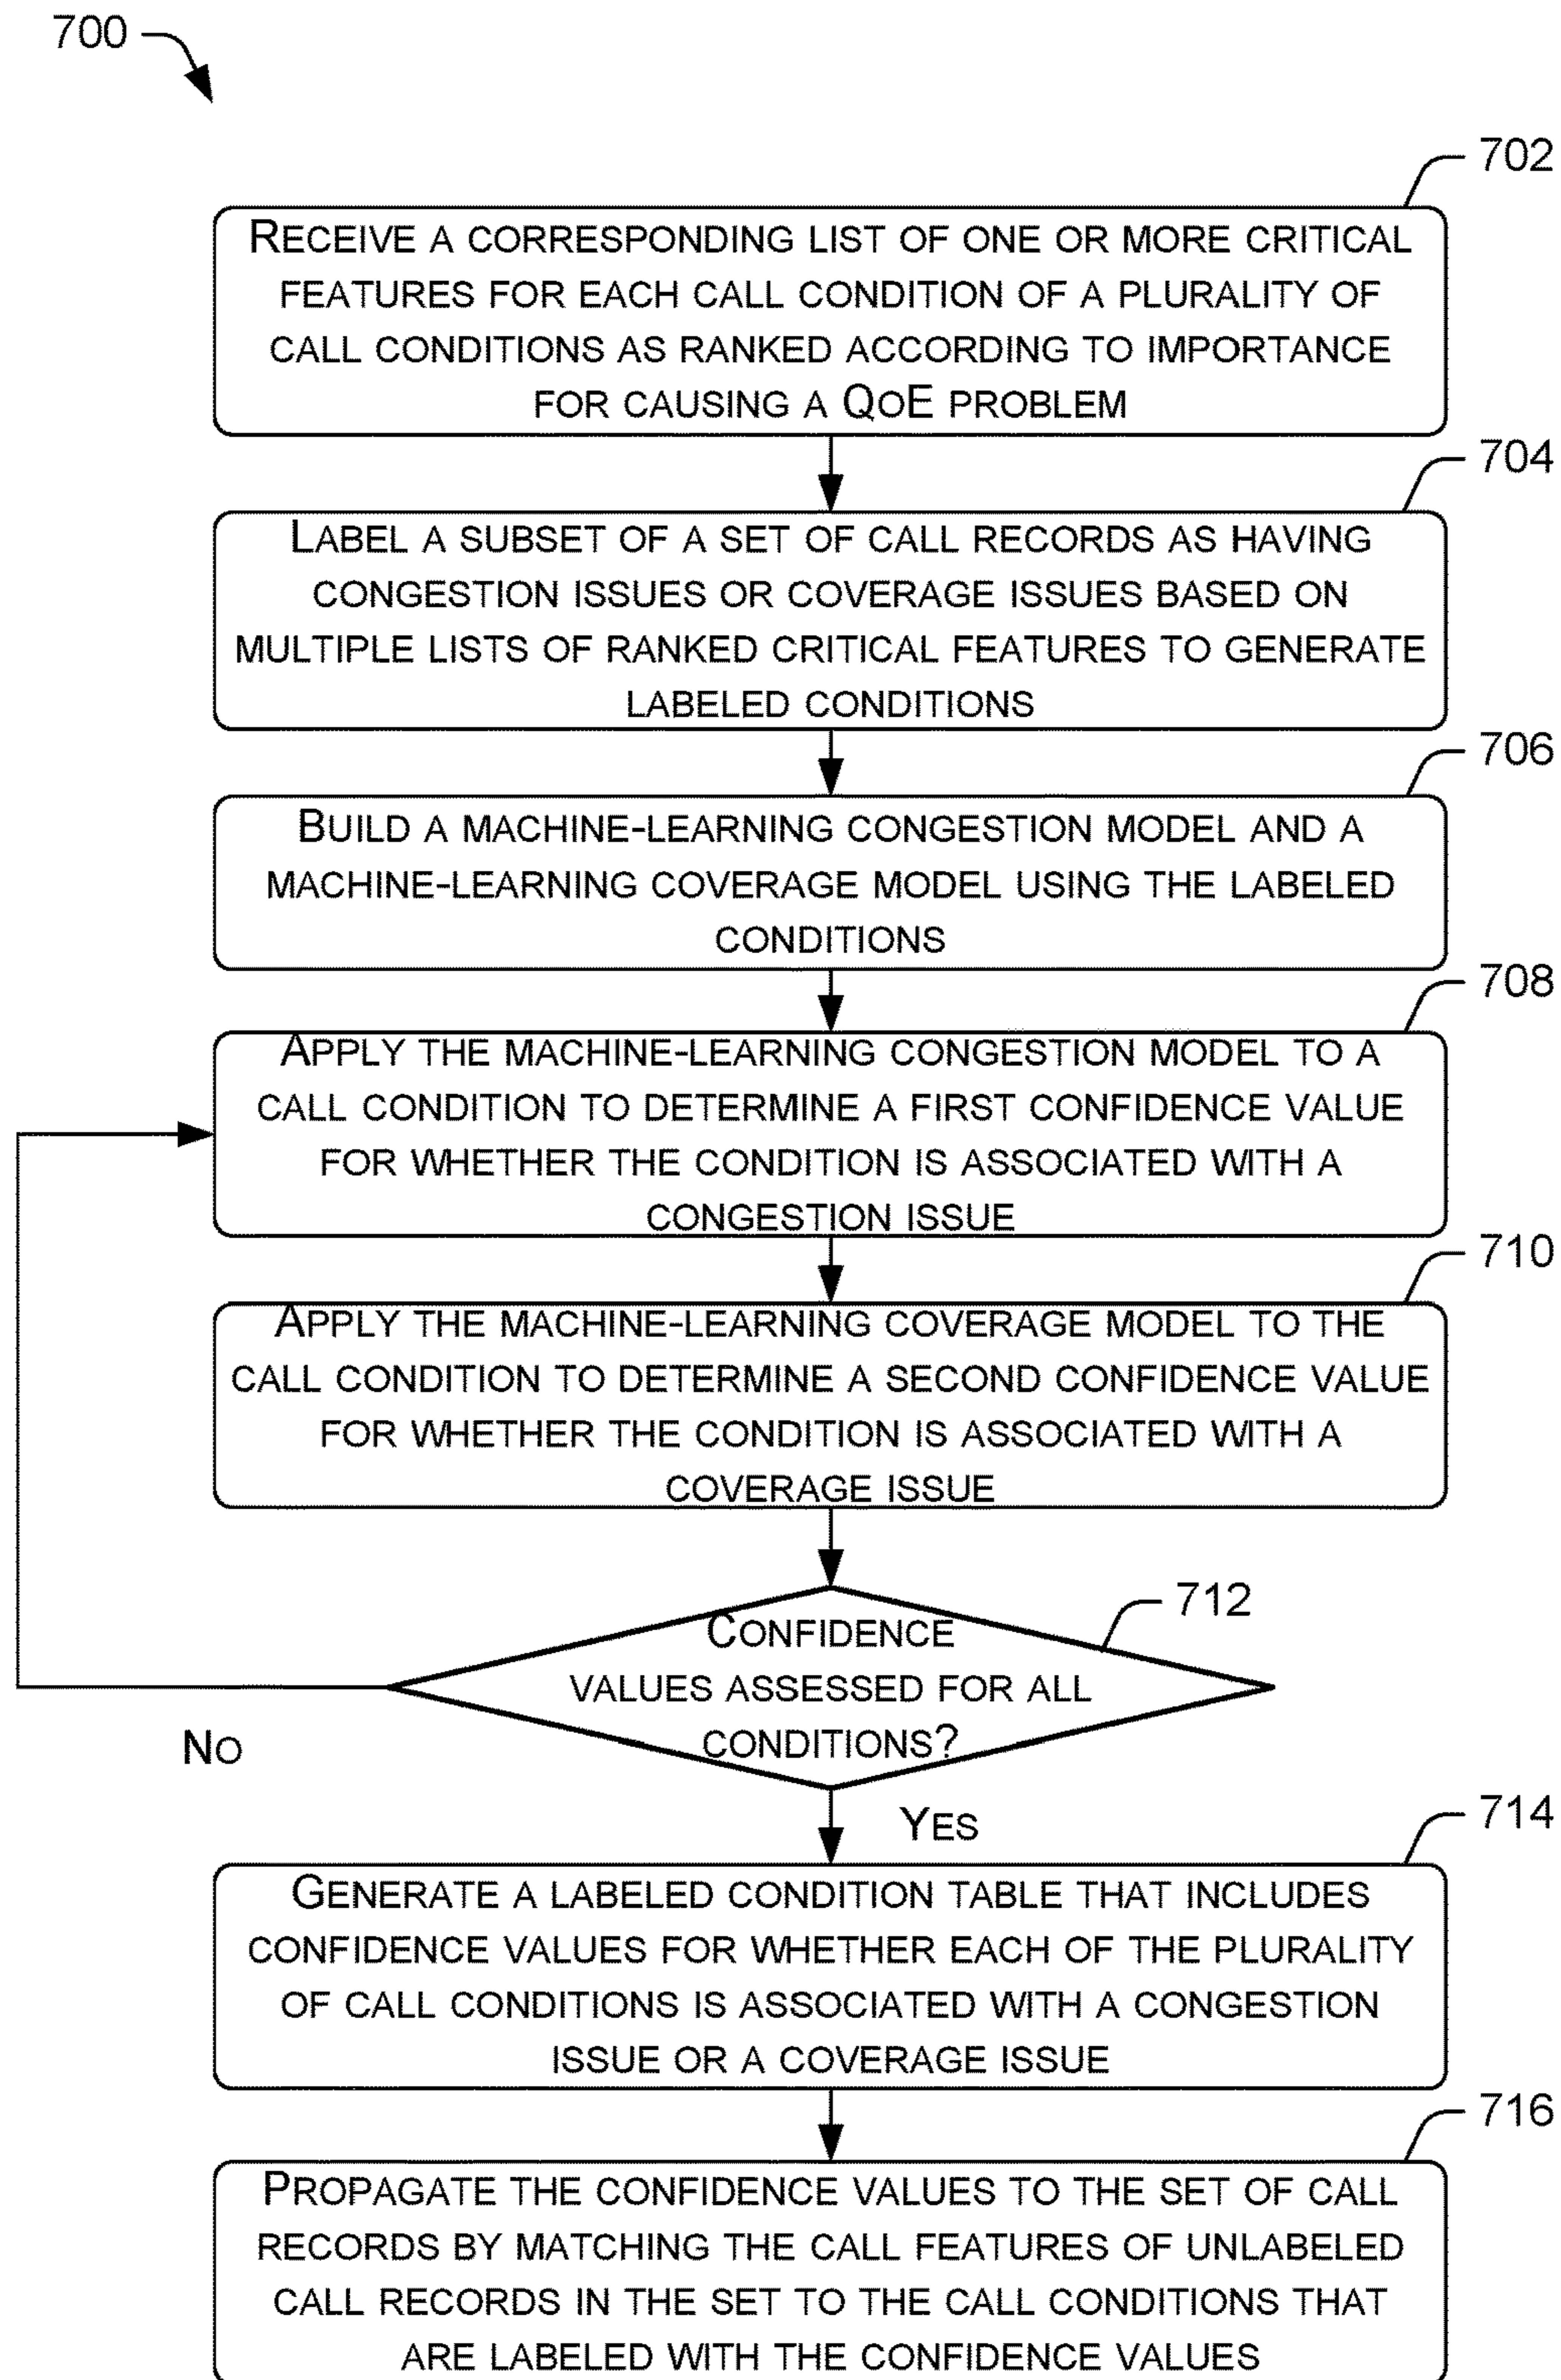 700
702
RECEIVE A CORRESPONDING LIST OF ONE OR MORE CRITICAL
FEATURES FOR EACH CALL CONDITION OF A PLURALITY OF
CALL CONDITIONS AS RANKED ACCORDING TO IMPORTANCE
FOR CAUSING A QOE PROBLEM
704
LABEL A SUBSET OF A SET OF CALL RECORDS AS HAVING
CONGESTION ISSUES OR COVERAGE ISSUES BASED ON
MULTIPLE LISTS OF RANKED CRITICAL FEATURES TO GENERATE
LABELED CONDITIONS
706
BUILD A MACHINE-LEARNING CONGESTION MODEL AND A
MACHINE-LEARNING COVERAGE MODEL USING THE LABELED
CONDITIONS
708
APPLY THE MACHINE-LEARNING CONGESTION MODEL TO A
CALL CONDITION TO DETERMINE A FIRST CONFIDENCE VALUE
FOR WHETHER THE CONDITION IS ASSOCIATED WITH A
CONGESTION ISSUE
710
APPLY THE MACHINE-LEARNING COVERAGE MODEL TO THE
CALL CONDITION TO DETERMINE A SECOND CONFIDENCE VALUE
FOR WHETHER THE CONDITION IS ASSOCIATED WITH A
COVERAGE ISSUE
712
CONFIDENCE
VALUES ASSESSED FOR ALL
CONDITIONS?
NO
YES
714
GENERATE A LABELED CONDITION TABLE THAT INCLUDES
CONFIDENCE VALUES FOR WHETHER EACH OF THE PLURALITY
OF CALL CONDITIONS IS ASSOCIATED WITH A CONGESTION
ISSUE OR A COVERAGE ISSUE
716
PROPAGATE THE CONFIDENCE VALUES TO THE SET OF CALL
RECORDS BY MATCHING THE CALL FEATURES OF UNLABELED
CALL RECORDS IN THE SET TO THE CALL CONDITIONS THAT
ARE LABELED WITH THE CONFIDENCE VALUES